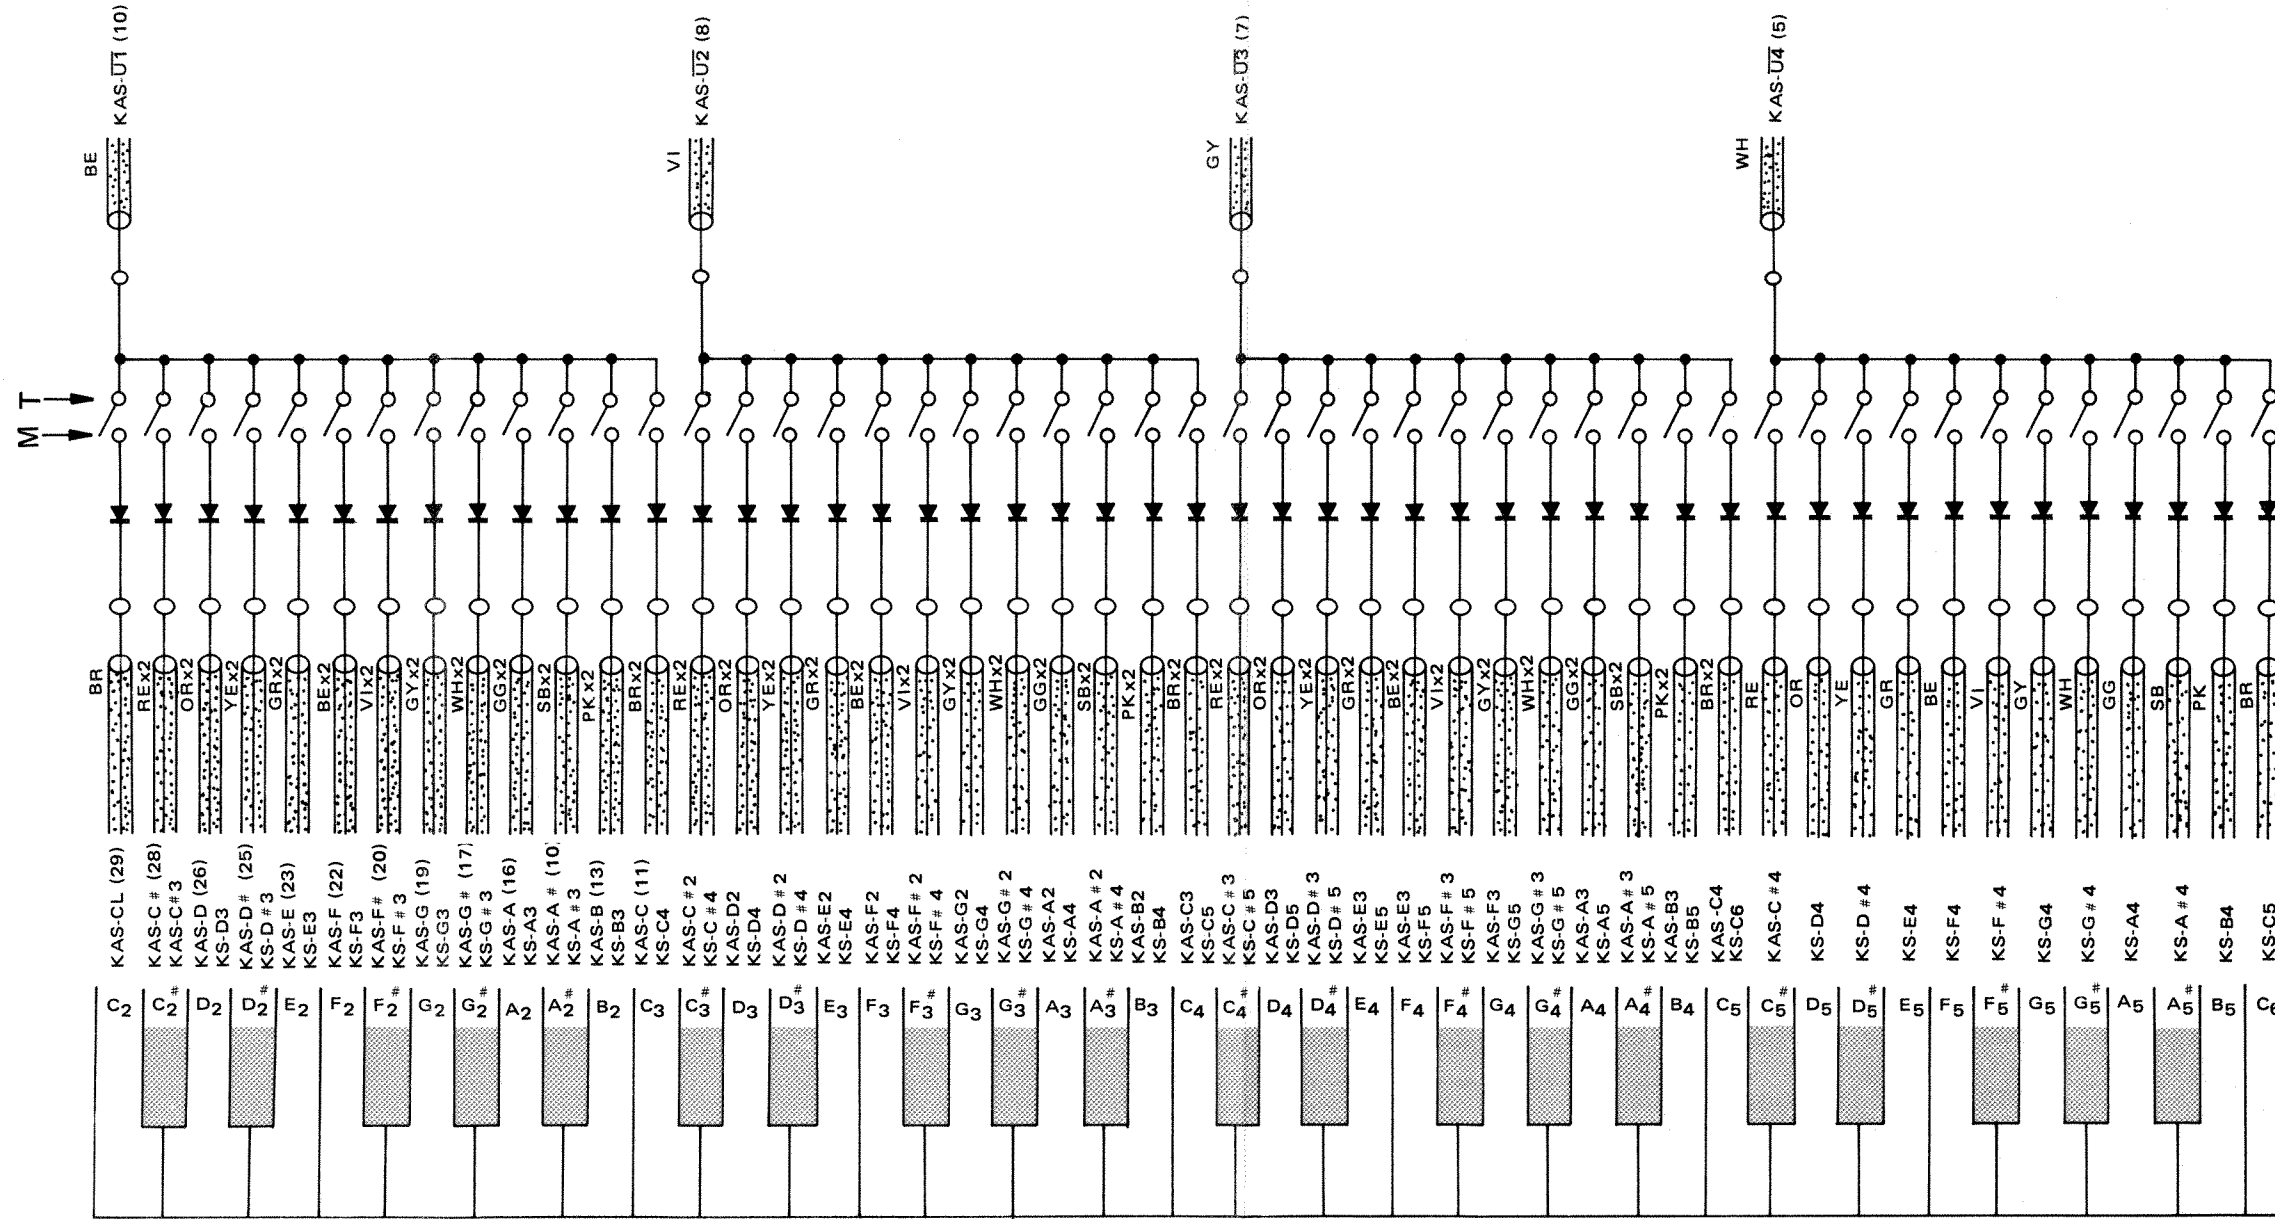 KAS-U1 (10)
KAS-U2 (8)
KAS-U3 (7)
KAS-U4 (5)
BE
VI
GY
WH
T
M
BR
REx2
ORx2
YEx2
GRx2
BEx2
VIx2
GYx2
WHx2
GGx2
SBx2
PKx2
BRx2
REx2
ORx2
YEx2
GRx2
BEx2
VIx2
GYx2
WHx2
GGx2
SBx2
PKx2
BRx2
REx2
ORx2
YEx2
GRx2
BEx2
VIx2
GYx2
WHx2
GGx2
SBx2
PKx2
BRx2
RE
OR
YE
GR
BE
VI
GY
WH
GG
SB
PK
BR
KAS-CL (29)
KAS-C# (28)
KAS-C#3
KAS-D (26)
KS-D3
KAS-D# (25)
KS-D#3
KAS-E (23)
KS-E3
KAS-F (22)
KS-F3
KAS-F# (20)
KS-F#3
KAS-G (19)
KS-G3
KAS-G# (17)
KS-G#3
KAS-A (16)
KS-A3
KAS-A# (10)
KS-A#3
KAS-B (13)
KS-B3
KAS-C (11)
KS-C4
KAS-C#2
KS-C#4
KAS-D2
KS-D4
KAS-D#2
KS-D#4
KAS-E2
KS-E4
KAS-F2
KS-F4
KAS-F#2
KS-F#4
KAS-G2
KS-G4
KAS-G#2
KS-G#4
KAS-A2
KS-A4
KAS-A#2
KS-A#4
KAS-B2
KS-B4
KAS-C3
KS-C5
KAS-C#3
KS-C#5
KAS-D3
KS-D5
KAS-D#3
KS-D#5
KAS-E3
KS-E5
KAS-E3
KS-F5
KAS-F#3
KS-F#5
KAS-F3
KS-G5
KAS-G#3
KS-G#5
KAS-A3
KS-A5
KAS-A#3
KS-A#5
KAS-B3
KS-B5
KAS-C4
KS-C6
KAS-C#4
KS-D4
KS-D#4
KS-E4
KS-F4
KS-F#4
KS-G4
KS-G#4
KS-A4
KS-A#4
KS-B4
KS-C5
C2 C2# D2 D2# E2 F2 F2# G2 G2# A2 A2# B2 C3 C3# D3 D3# E3 F3 F3# G3 G3# A3 A3# B3 C4 C4# D4 D4# E4 F4 F4# G4 G4# A4 A4# B4 C5 C5# D5 D5# E5 F5 F5# G5 G5# A5 A5# B5 C6